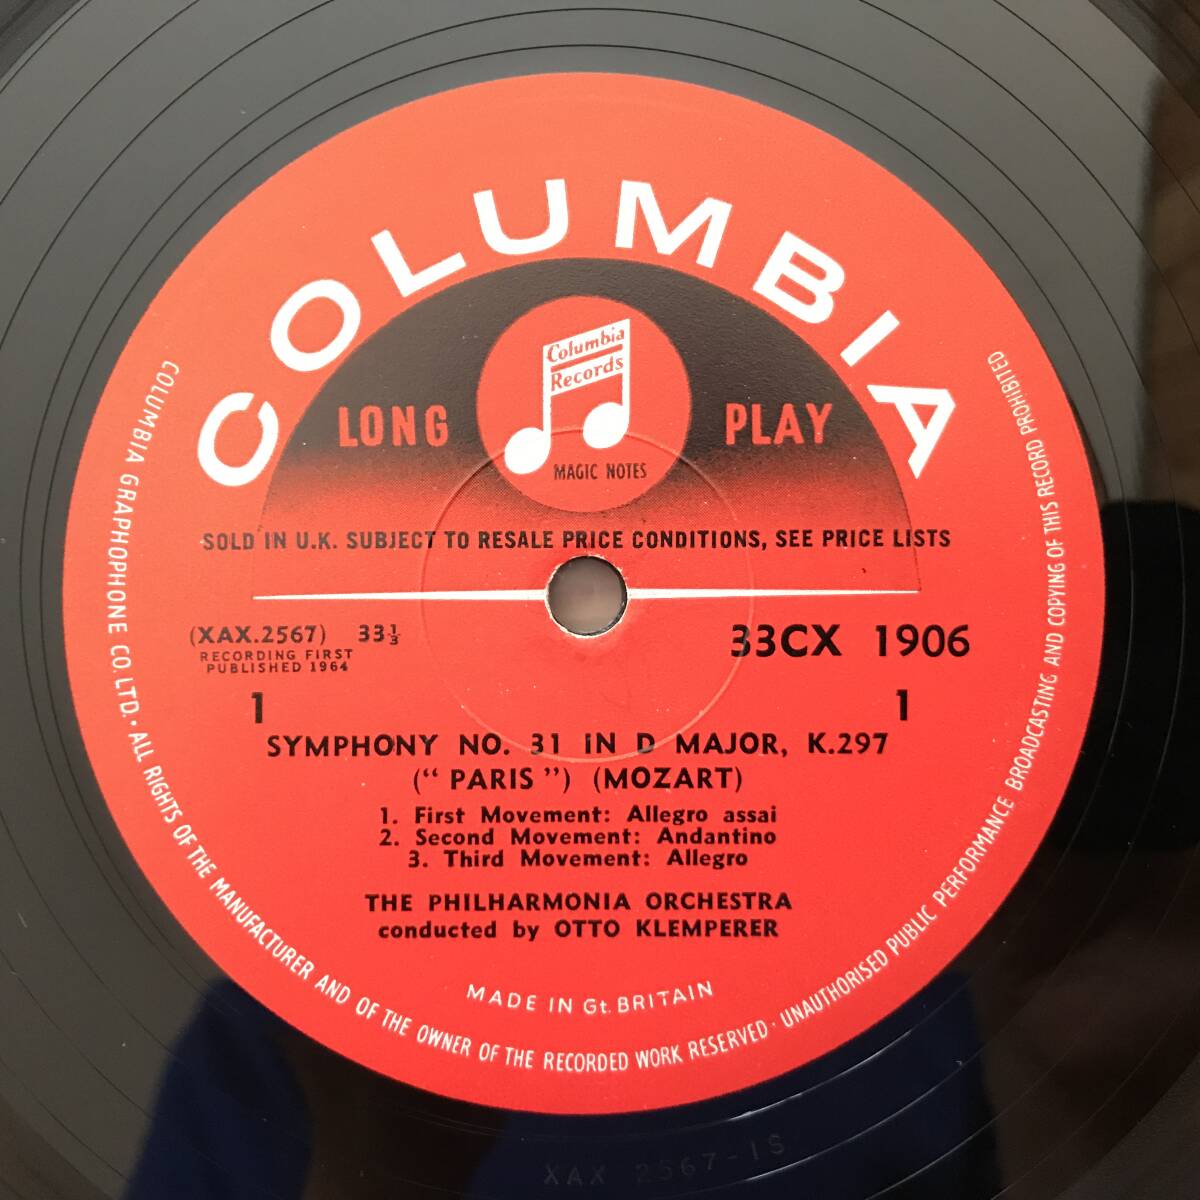 COLUMBIA
Columbia
Records
MAGIC NOTES
LONG PLAY
SOLD IN U.K. SUBJECT TO RESALE PRICE CONDITIONS, SEE PRICE LISTS
(XAX.2567) 33⅓
RECORDING FIRST
PUBLISHED 1964
33CX 1906
1 1
SYMPHONY NO. 31 IN D MAJOR, K.297
(“ PARIS ”) (MOZART)
1. First Movement: Allegro assai
2. Second Movement: Andantino
3. Third Movement: Allegro
THE PHILHARMONIA ORCHESTRA
conducted by OTTO KLEMPERER
MADE IN Gt. BRITAIN
COLUMBIA GRAPHOPHONE CO. LTD. · ALL RIGHTS OF THE MANUFACTURER AND OF THE OWNER OF THE RECORDED WORK RESERVED · UNAUTHORISED PUBLIC PERFORMANCE BROADCASTING AND COPYING OF THIS RECORD PROHIBITED
XAX 2567-1S